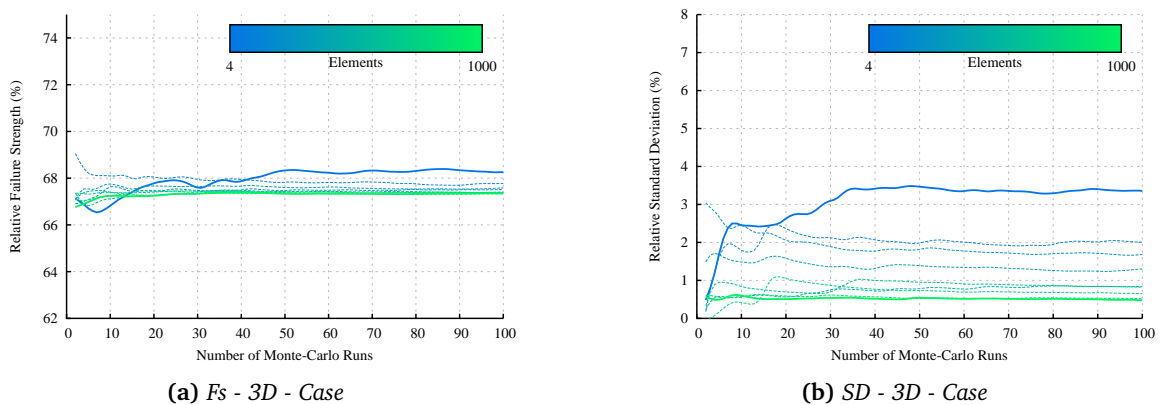 74
72
70
68
66
64
62
Relative Failure Strength (%)
4
Elements
1000
0 10 20 30 40 50 60 70 80 90 100
Number of Monte-Carlo Runs
(a) Fs - 3D - Case
8
7
6
5
4
3
2
1
0
Relative Standard Deviation (%)
4
Elements
1000
0 10 20 30 40 50 60 70 80 90 100
Number of Monte-Carlo Runs
(b) SD - 3D - Case